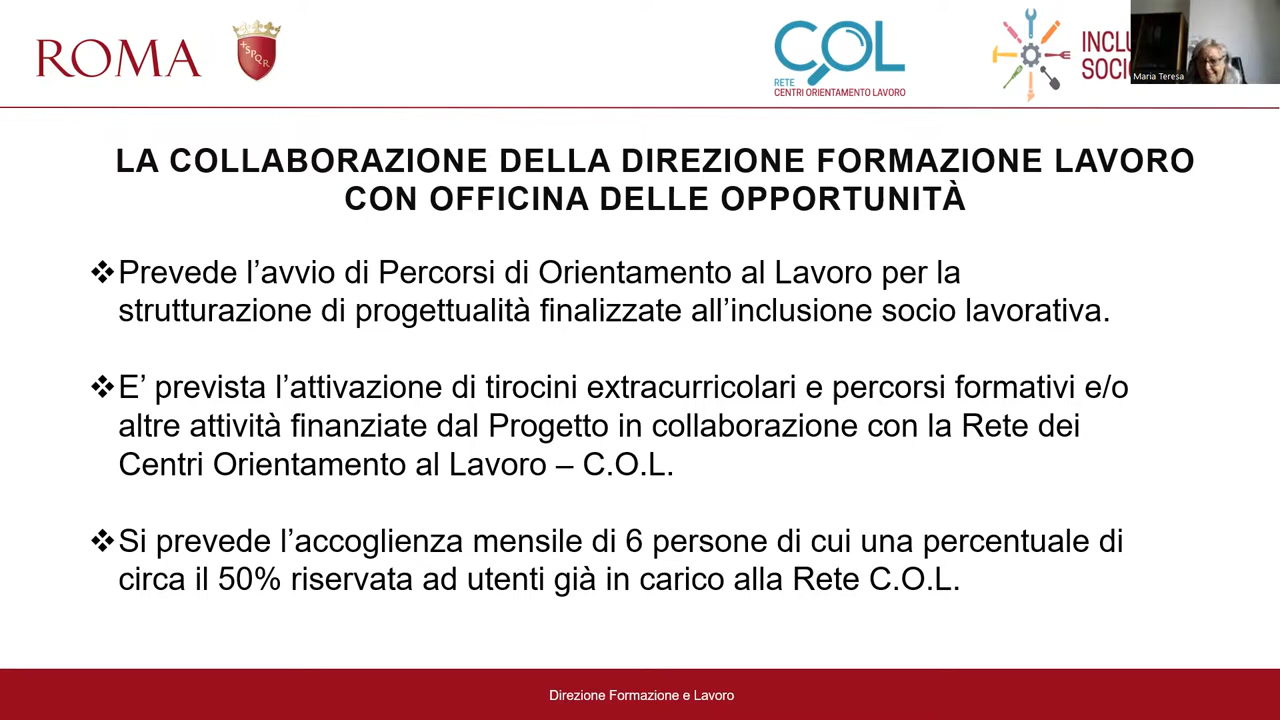 ROMA
XSPQR
COL
RETE
CENTRI ORIENTAMENTO LAVORO
Maria Teresa
LA COLLABORAZIONE DELLA DIREZIONE FORMAZIONE LAVORO
CON OFFICINA DELLE OPPORTUNITÀ
❖Prevede l’avvio di Percorsi di Orientamento al Lavoro per la
strutturazione di progettualità finalizzate all’inclusione socio lavorativa.
❖E’ prevista l’attivazione di tirocini extracurricolari e percorsi formativi e/o
altre attività finanziate dal Progetto in collaborazione con la Rete dei
Centri Orientamento al Lavoro – C.O.L.
❖Si prevede l’accoglienza mensile di 6 persone di cui una percentuale di
circa il 50% riservata ad utenti già in carico alla Rete C.O.L.
Direzione Formazione e Lavoro